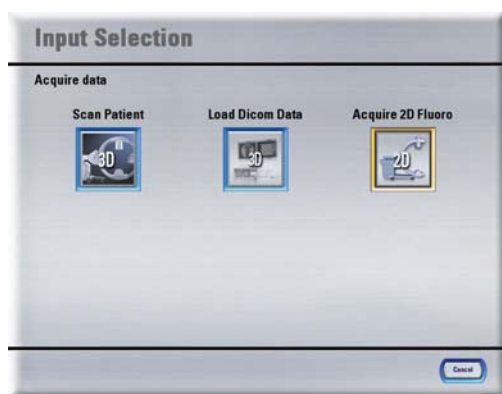 Input Selection
Acquire data
Scan Patient Load Dicom Data Acquire 2D Fluoro
3D 3D 2D
Cancel